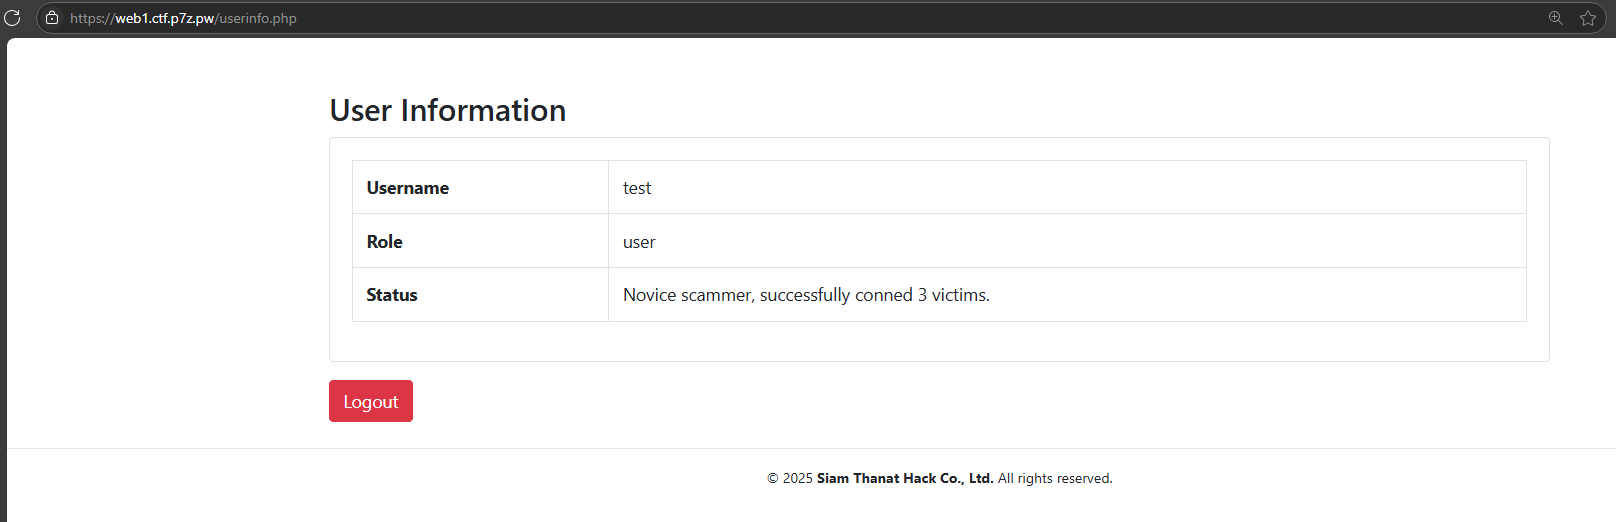 https://web1.ctf.p7z.pw/userinfo.php
User Information
Username test
Role user
Status Novice scammer, successfully conned 3 victims.
Logout
© 2025 Siam Thanat Hack Co., Ltd. All rights reserved.